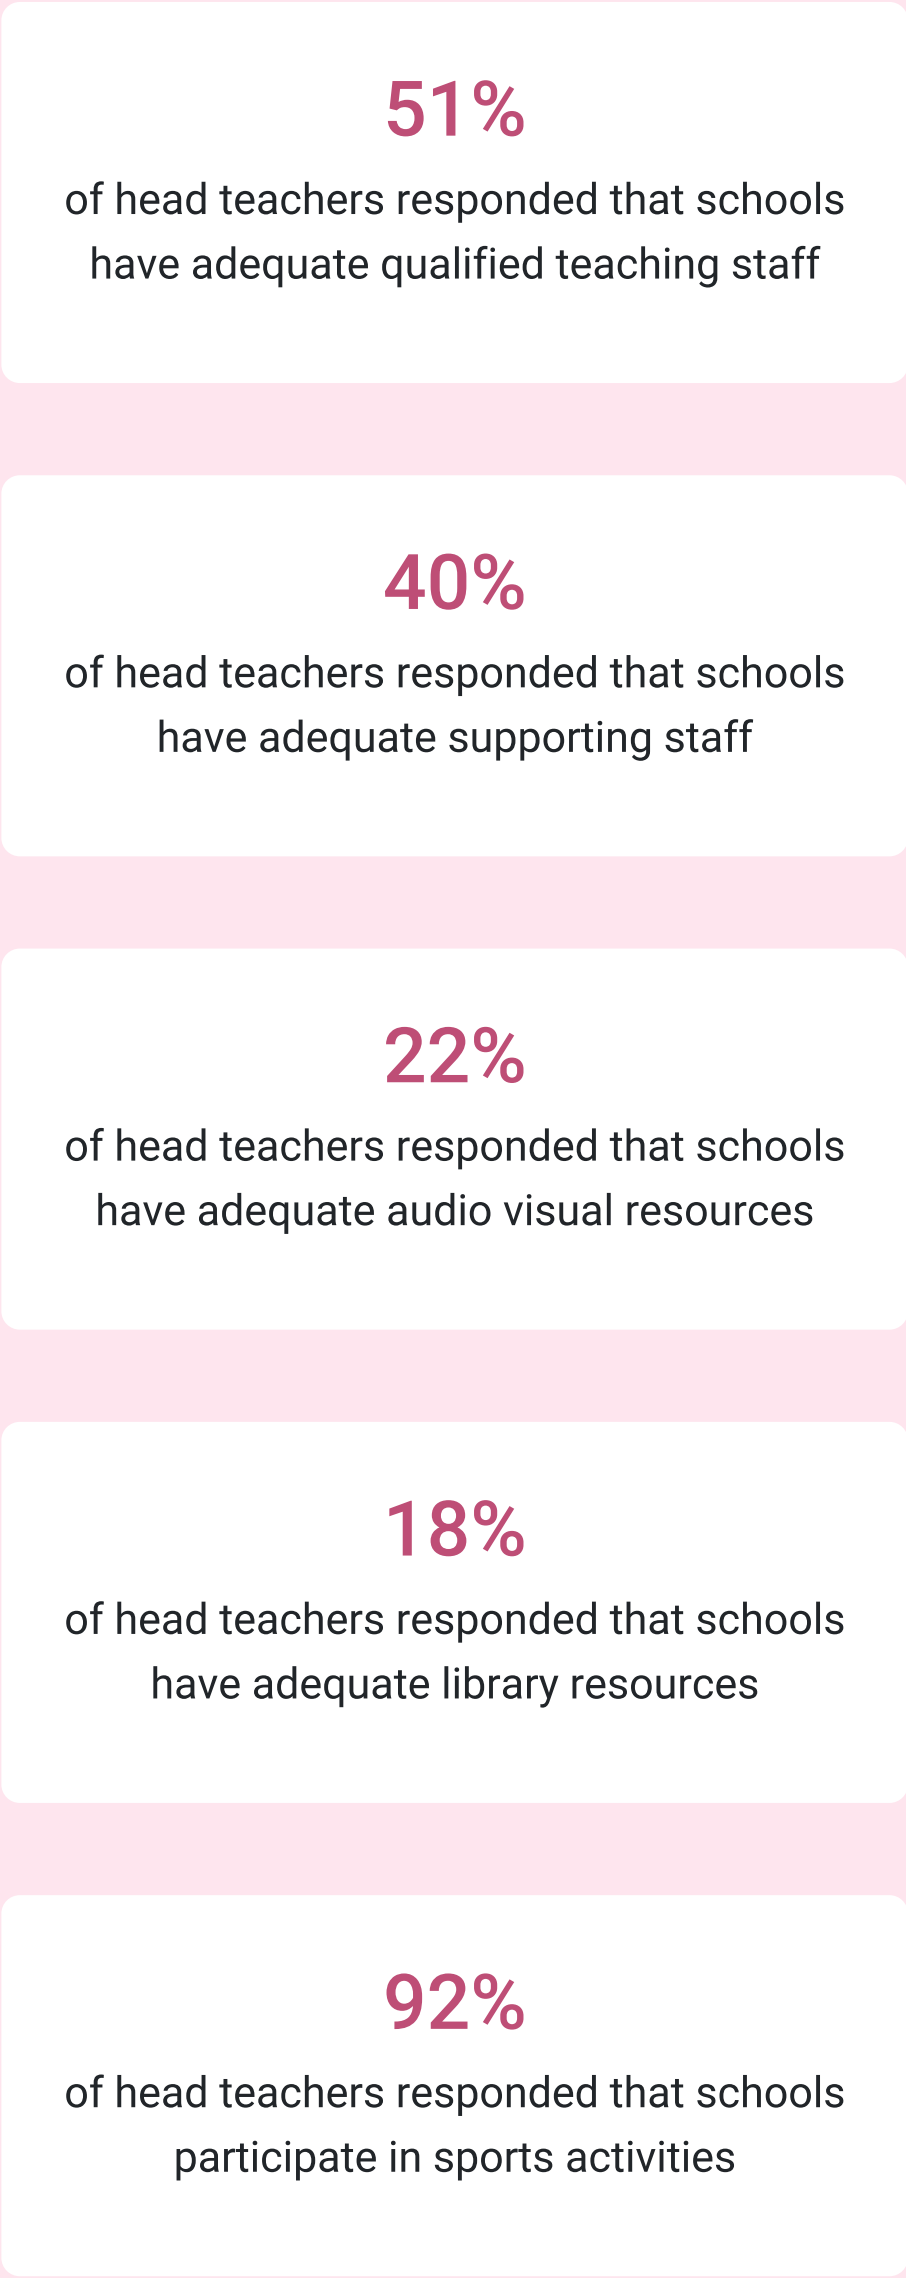 51%
of head teachers responded that schools
have adequate qualified teaching staff
40%
of head teachers responded that schools
have adequate supporting staff
22%
of head teachers responded that schools
have adequate audio visual resources
18%
of head teachers responded that schools
have adequate library resources
92%
of head teachers responded that schools
participate in sports activities